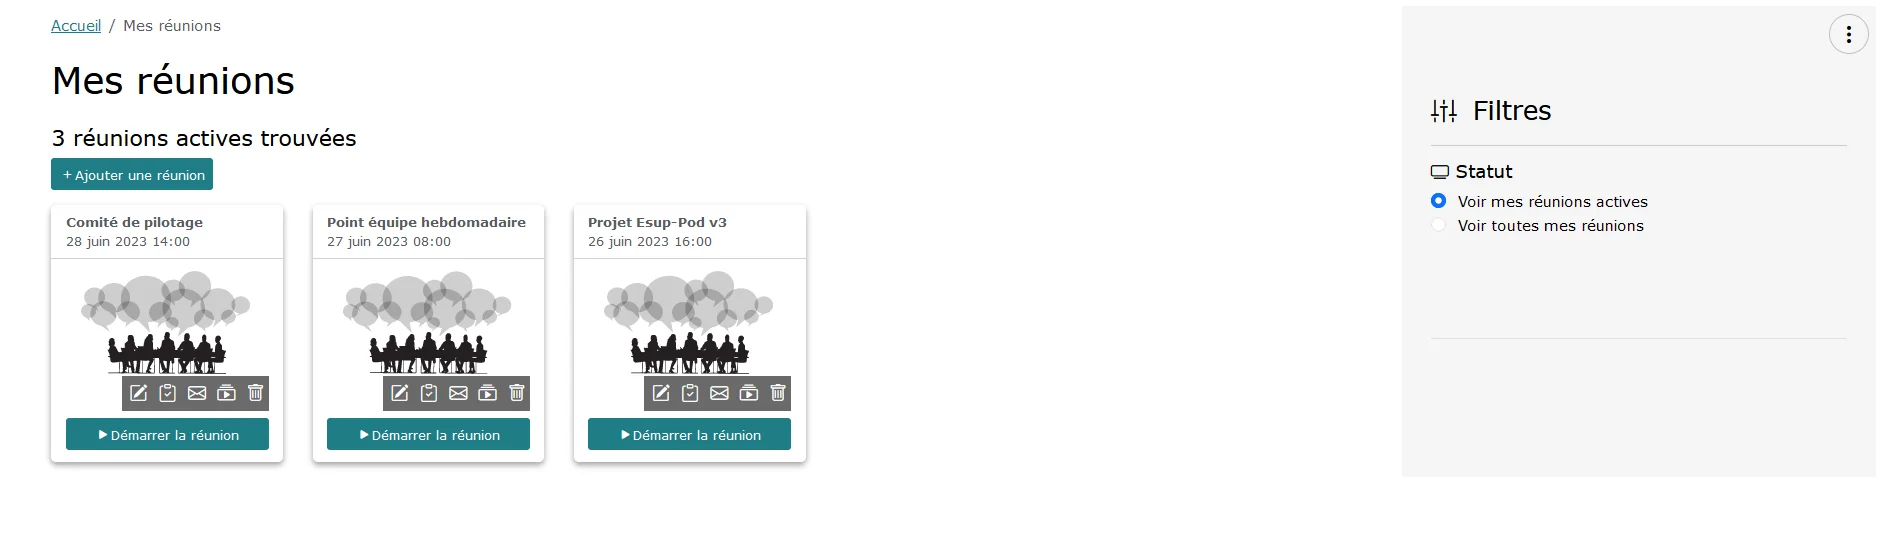 Accueil / Mes réunions
Mes réunions
3 réunions actives trouvées
+ Ajouter une réunion
Comité de pilotage
28 juin 2023 14:00
Démarrer la réunion
Point équipe hebdomadaire
27 juin 2023 08:00
Démarrer la réunion
Projet Esup-Pod v3
26 juin 2023 16:00
Démarrer la réunion
Filtres
Statut
Voir mes réunions actives
Voir toutes mes réunions